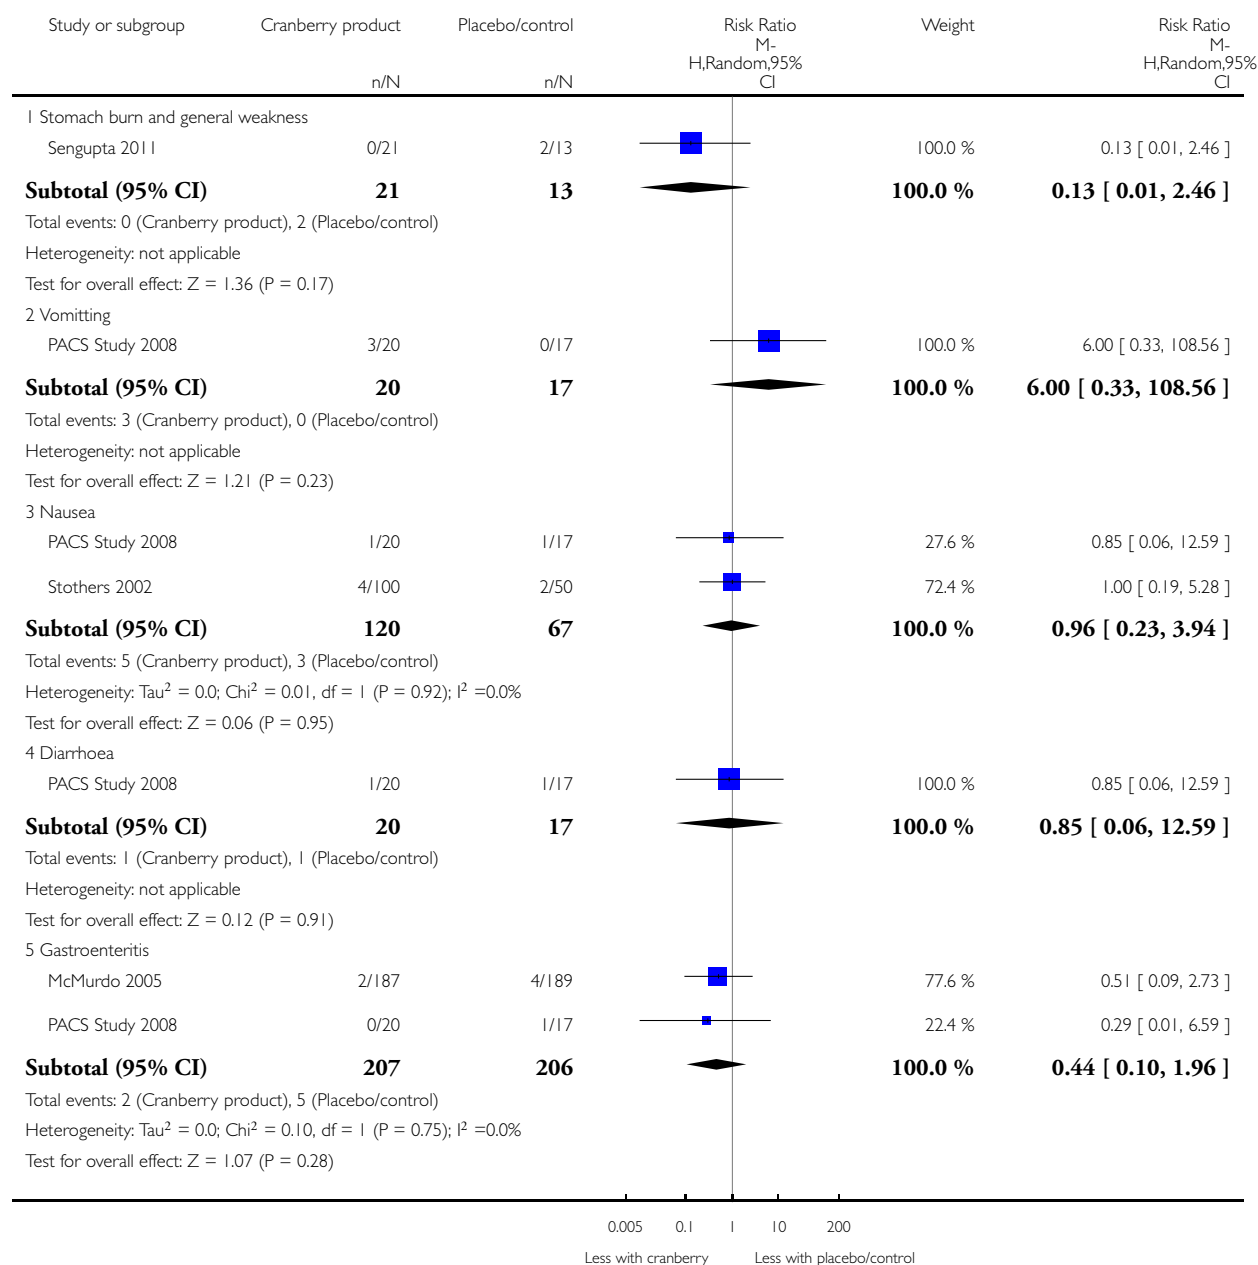 Study or subgroup Cranberry product Placebo/control Risk Ratio Weight Risk Ratio
n/N n/N M-H,Random,95% CI M-H,Random,95% CI
1 Stomach burn and general weakness
Sengupta 2011 0/21 2/13 100.0 % 0.13 [ 0.01, 2.46 ]
Subtotal (95% CI) 21 13 100.0 % 0.13 [ 0.01, 2.46 ]
Total events: 0 (Cranberry product), 2 (Placebo/control)
Heterogeneity: not applicable
Test for overall effect: Z = 1.36 (P = 0.17)
2 Vomitting
PACS Study 2008 3/20 0/17 100.0 % 6.00 [ 0.33, 108.56 ]
Subtotal (95% CI) 20 17 100.0 % 6.00 [ 0.33, 108.56 ]
Total events: 3 (Cranberry product), 0 (Placebo/control)
Heterogeneity: not applicable
Test for overall effect: Z = 1.21 (P = 0.23)
3 Nausea
PACS Study 2008 1/20 1/17 27.6 % 0.85 [ 0.06, 12.59 ]
Stothers 2002 4/100 2/50 72.4 % 1.00 [ 0.19, 5.28 ]
Subtotal (95% CI) 120 67 100.0 % 0.96 [ 0.23, 3.94 ]
Total events: 5 (Cranberry product), 3 (Placebo/control)
Heterogeneity: Tau² = 0.0; Chi² = 0.01, df = 1 (P = 0.92); I² =0.0%
Test for overall effect: Z = 0.06 (P = 0.95)
4 Diarrhoea
PACS Study 2008 1/20 1/17 100.0 % 0.85 [ 0.06, 12.59 ]
Subtotal (95% CI) 20 17 100.0 % 0.85 [ 0.06, 12.59 ]
Total events: 1 (Cranberry product), 1 (Placebo/control)
Heterogeneity: not applicable
Test for overall effect: Z = 0.12 (P = 0.91)
5 Gastroenteritis
McMurdo 2005 2/187 4/189 77.6 % 0.51 [ 0.09, 2.73 ]
PACS Study 2008 0/20 1/17 22.4 % 0.29 [ 0.01, 6.59 ]
Subtotal (95% CI) 207 206 100.0 % 0.44 [ 0.10, 1.96 ]
Total events: 2 (Cranberry product), 5 (Placebo/control)
Heterogeneity: Tau² = 0.0; Chi² = 0.10, df = 1 (P = 0.75); I² =0.0%
Test for overall effect: Z = 1.07 (P = 0.28)
0.005 0.1 1 10 200
Less with cranberry Less with placebo/control